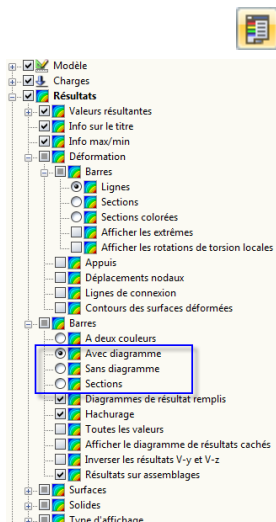 Modèle
Charges
Résultats
Valeurs résultantes
Info sur le titre
Info max/min
Déformation
Barres
Lignes
Sections
Sections colorées
Afficher les extrêmes
Afficher les rotations de torsion locales
Appuis
Déplacements nodaux
Lignes de connexion
Contours des surfaces déformées
Barres
A deux couleurs
Avec diagramme
Sans diagramme
Sections
Diagrammes de résultat remplis
Hachurage
Toutes les valeurs
Afficher le diagramme de résultats cachés
Inverser les résultats V-y et V-z
Résultats sur assemblages
Surfaces
Solides
Type d'affichage